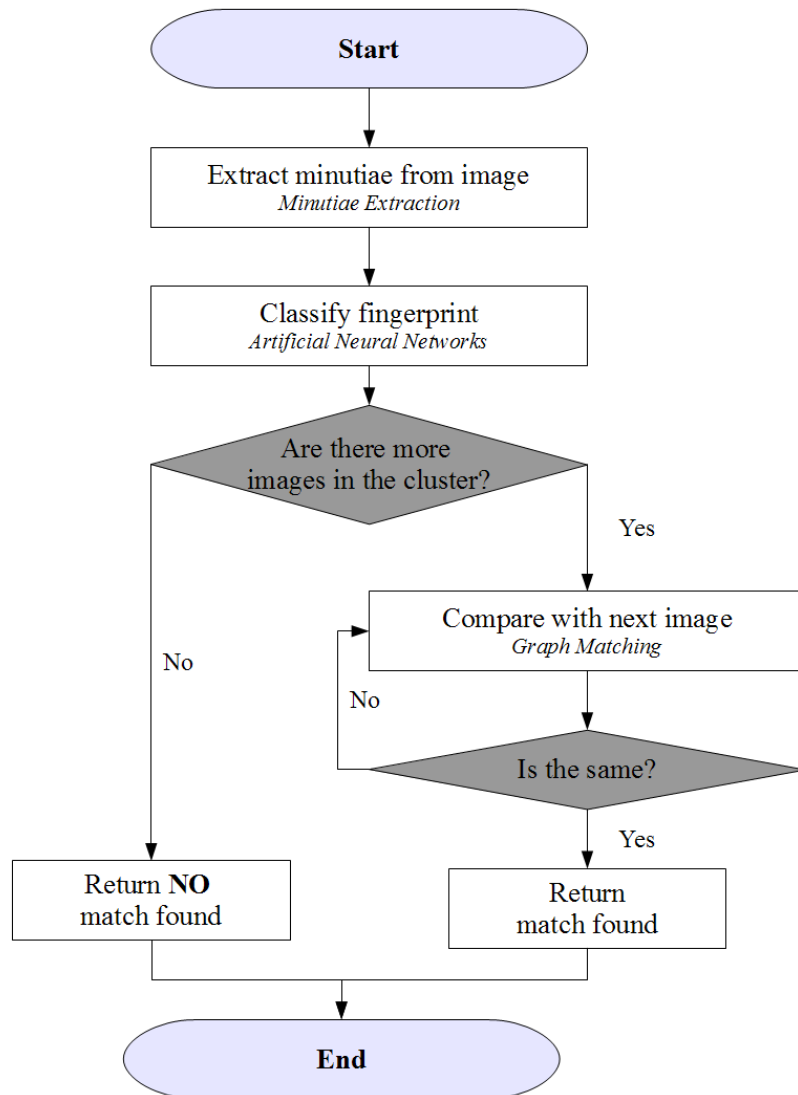 Start
Extract minutiae from image
Minutiae Extraction
Classify fingerprint
Artificial Neural Networks
Are there more
images in the cluster?
Yes
Compare with next image
Graph Matching
No
No
Is the same?
Yes
Return NO
match found
Return
match found
End